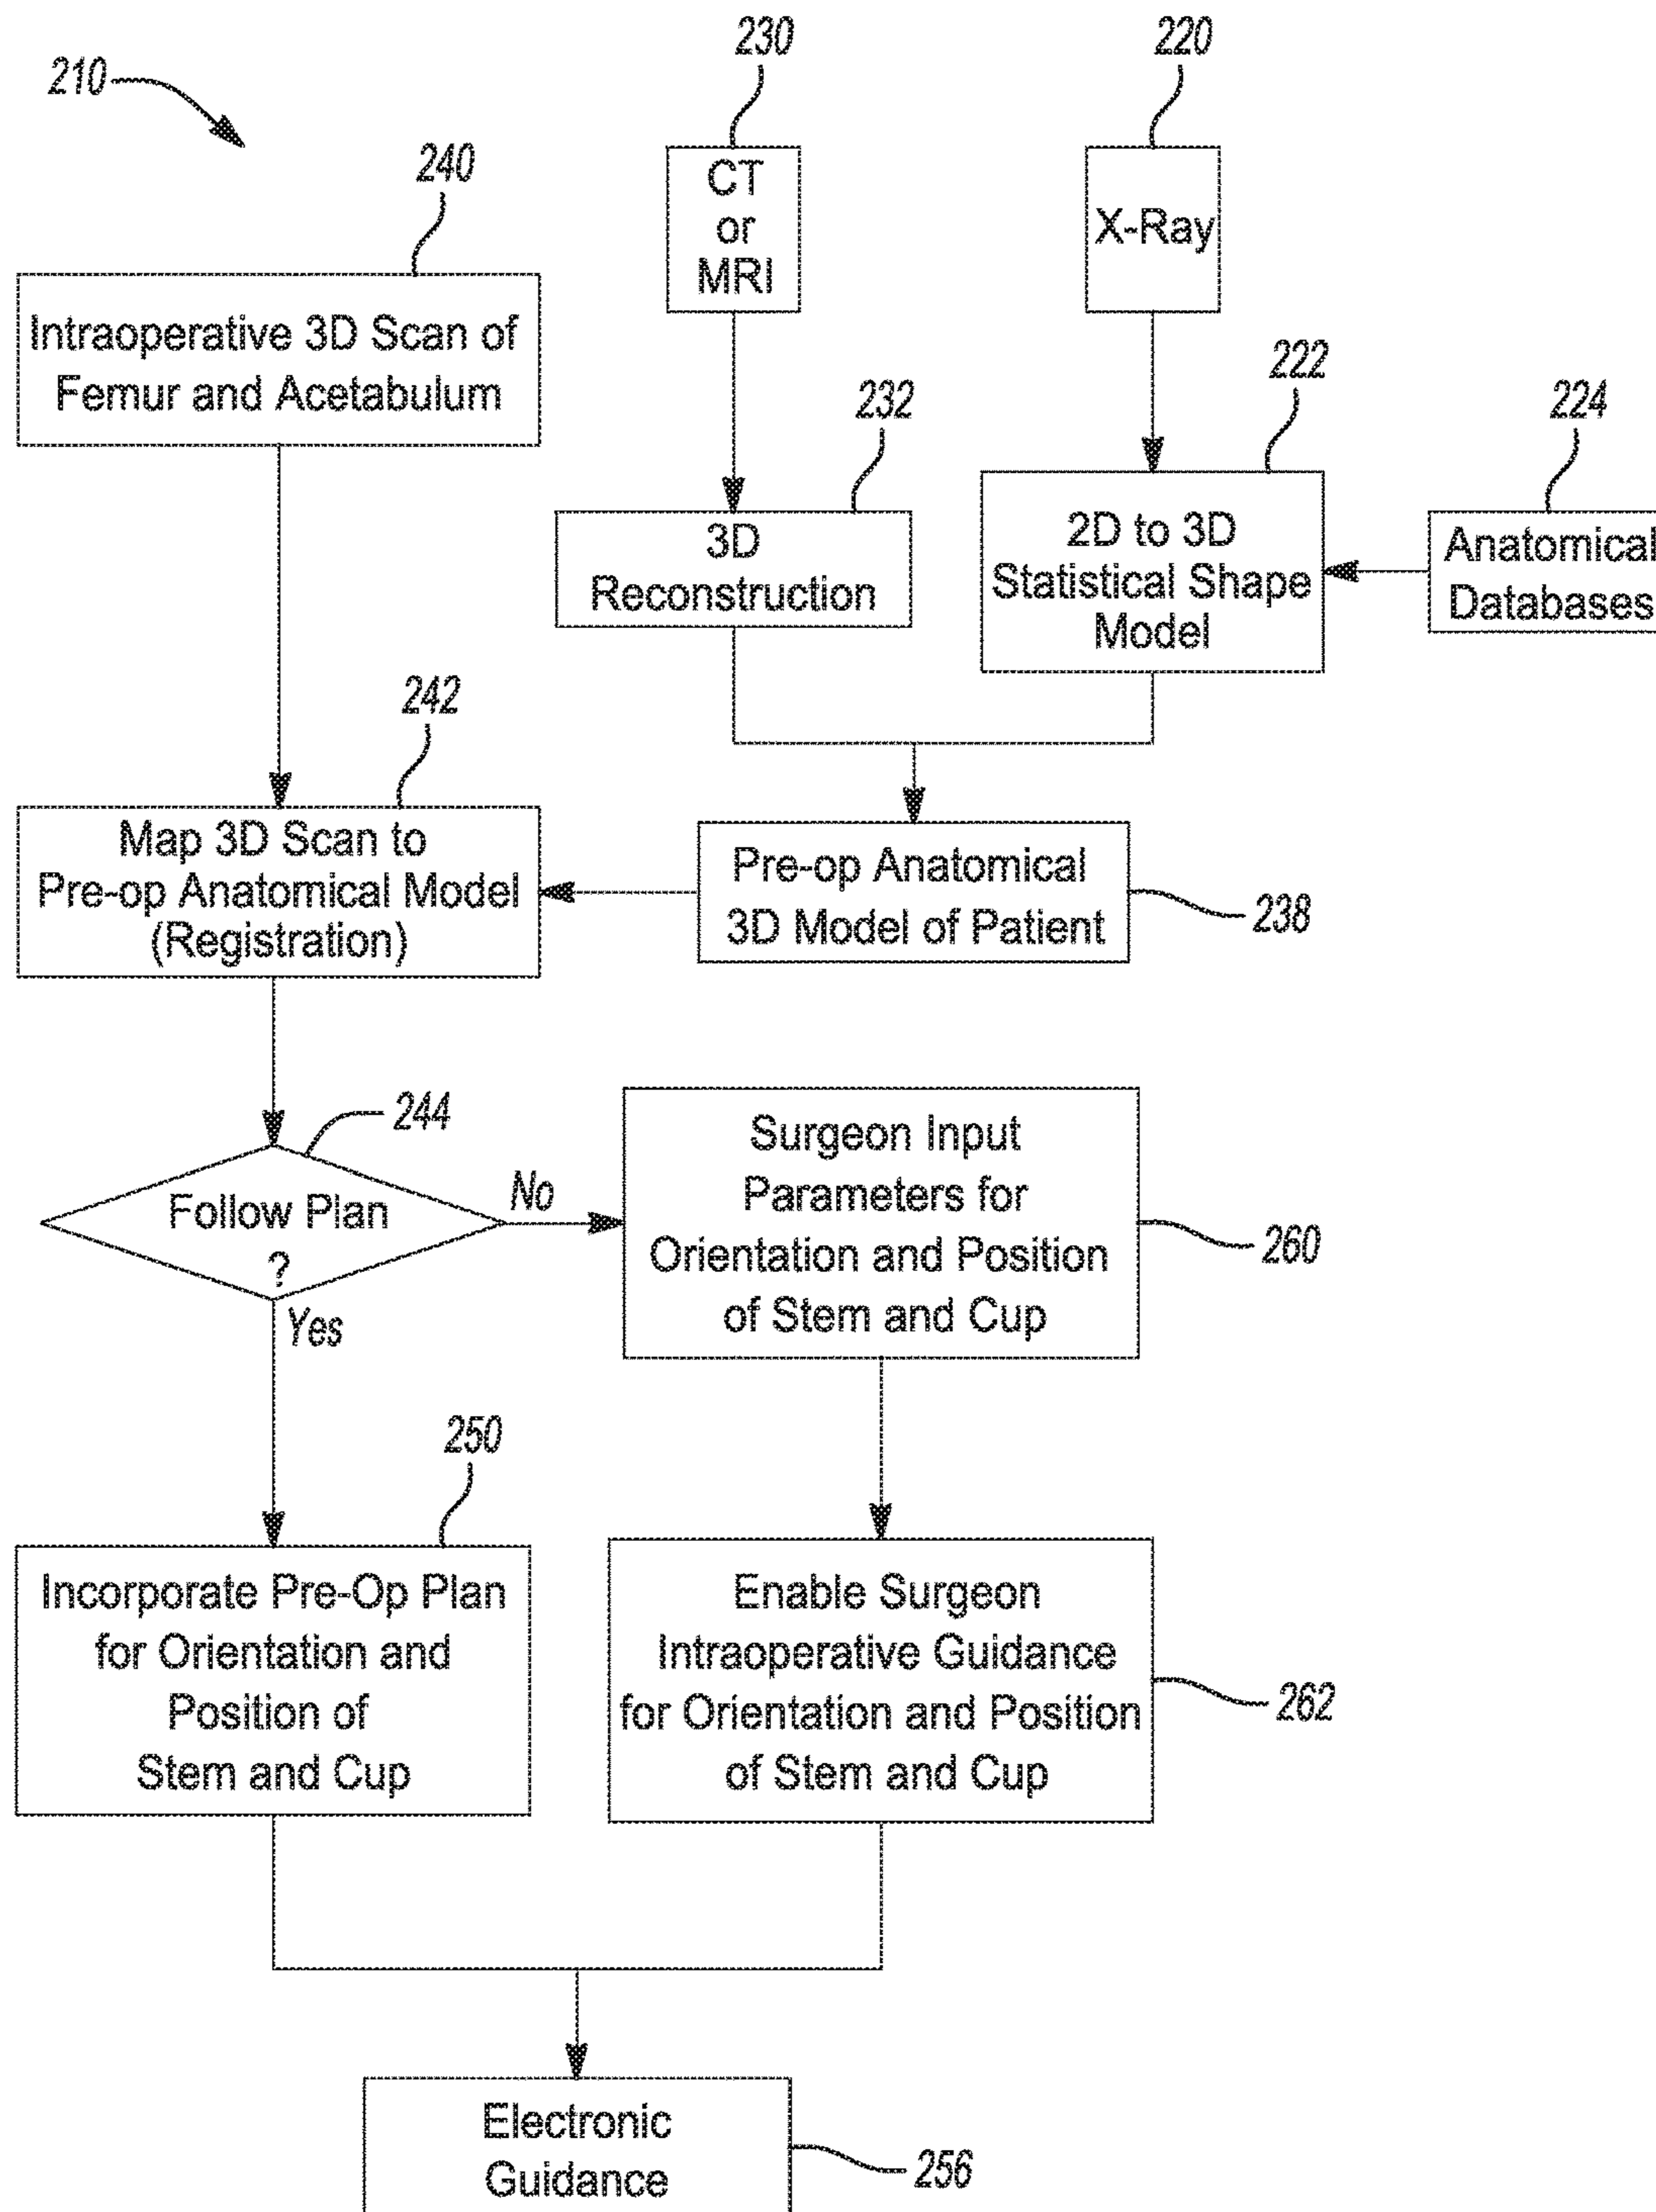 230
220
210
240
CT
or
MRI
X-Ray
Intraoperative 3D Scan of
Femur and Acetabulum
222
232
224
3D
Reconstruction
2D to 3D
Statistical Shape
Model
Anatomical
Databases
242
Map 3D Scan to
Pre-op Anatomical Model
(Registration)
Pre-op Anatomical
3D Model of Patient
238
244
Follow Plan
?
No
Yes
Surgeon Input
Parameters for
Orientation and Position
of Stem and Cup
260
250
Incorporate Pre-Op Plan
for Orientation and
Position of
Stem and Cup
Enable Surgeon
Intraoperative Guidance
for Orientation and Position
of Stem and Cup
262
Electronic
Guidance
256